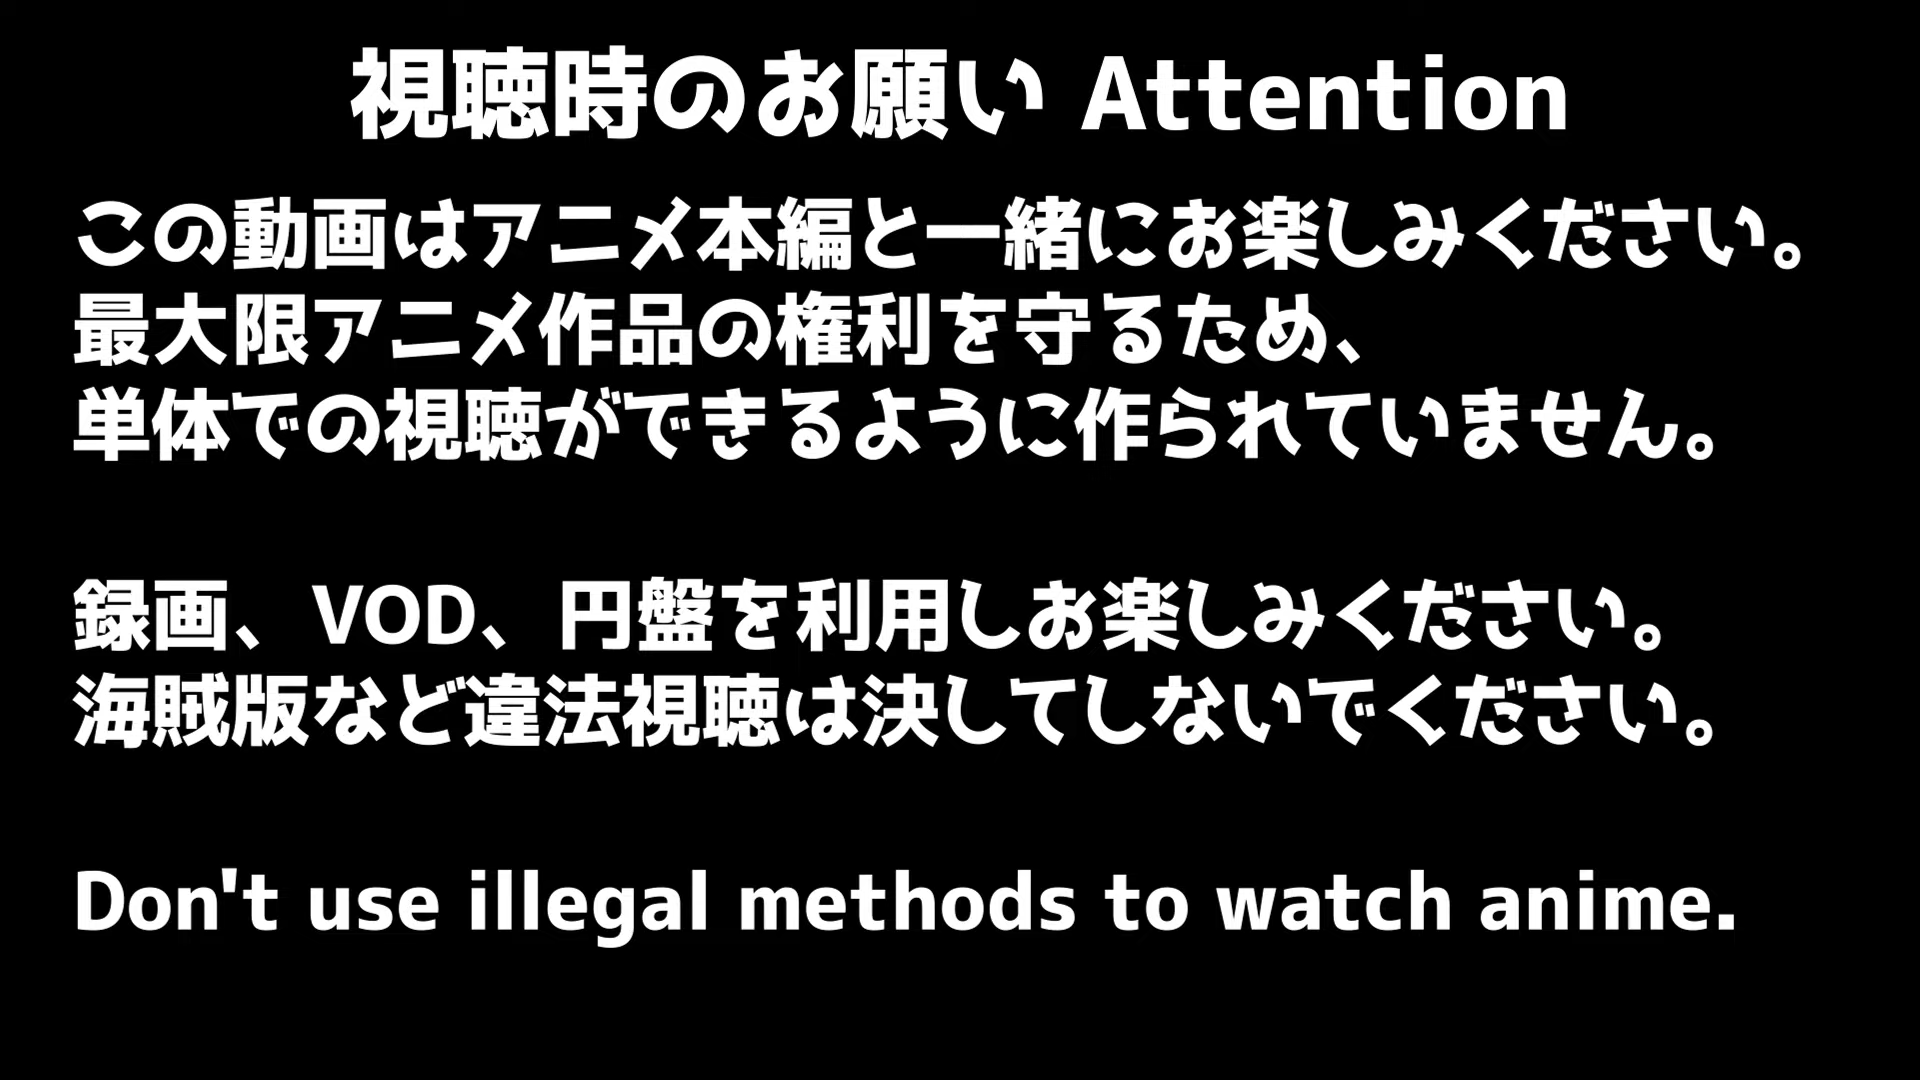 視聴時のお願い Attention
この動画はアニメ本編と一緒にお楽しみください。
最大限アニメ作品の権利を守るため、
単体での視聴ができるように作られていません。
録画、VOD、円盤を利用しお楽しみください。
海賊版など違法視聴は決してしないでください。
Don't use illegal methods to watch anime.